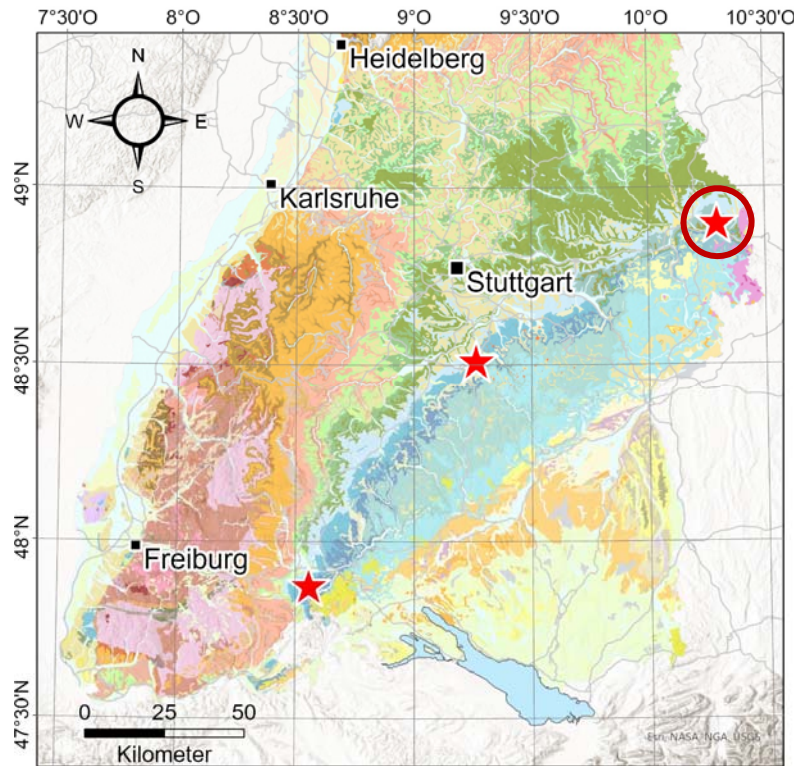 7°30'O 8°O 8°30'O 9°O 9°30'O 10°O 10°30'O
N
W E
S
Heidelberg
49°N
Karlsruhe
Stuttgart
48°30'N
48°N
Freiburg
47°30'N
0 25 50
Kilometer
Esri, NASA, NGA, USGS